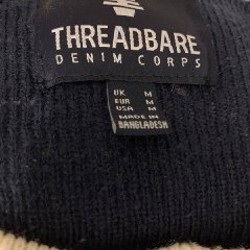 THREADBARE
DENIM CORPS
UK M
EUR M
USA M
MADE IN
BANGLADESH